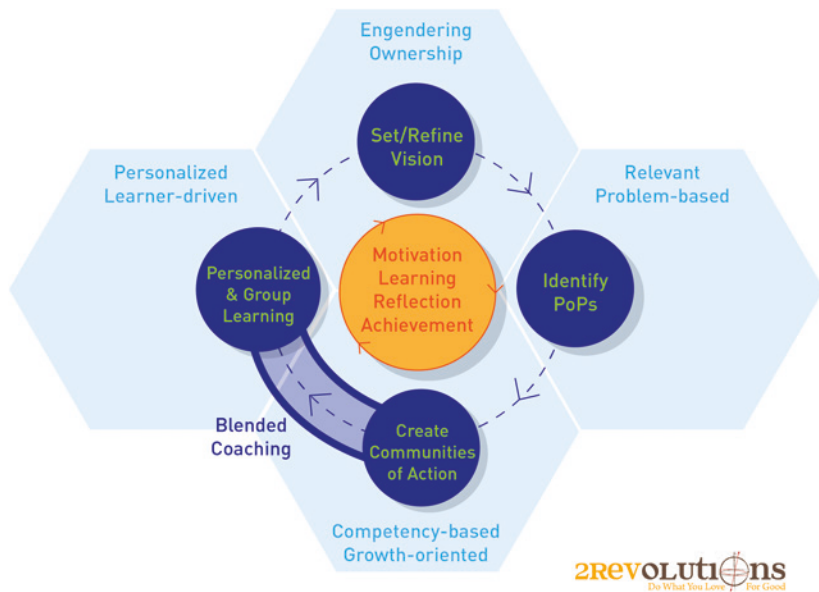 Engendering
Ownership
Set/Refine
Vision
Personalized
Learner-driven
Relevant
Problem-based
Personalized
& Group
Learning
Motivation
Learning
Reflection
Achievement
Identify
PoPs
Blended
Coaching
Create
Communities
of Action
Competency-based
Growth-oriented
2REVOLUTIONS
Do What You Love For Good